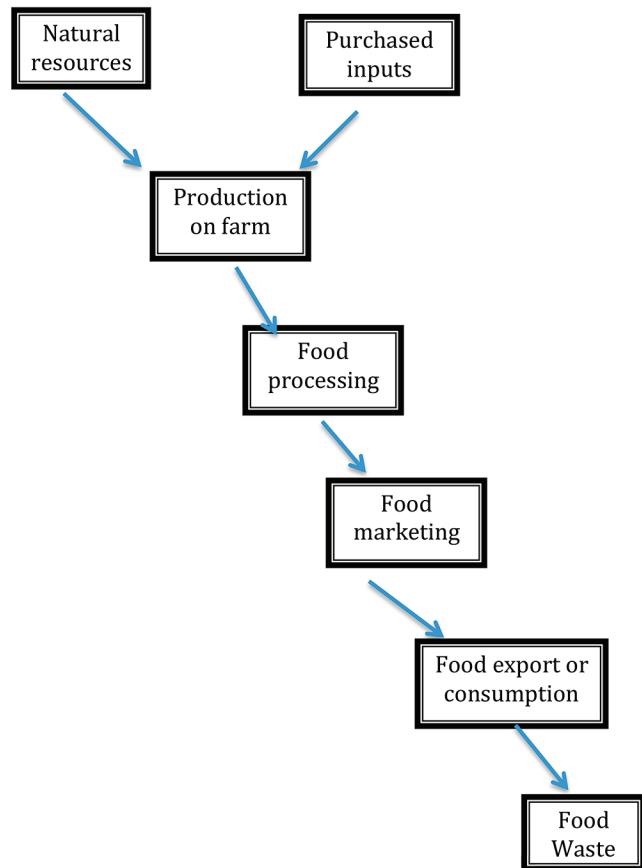 Natural
resources
Purchased
inputs
Production
on farm
Food
processing
Food
marketing
Food export or
consumption
Food
Waste